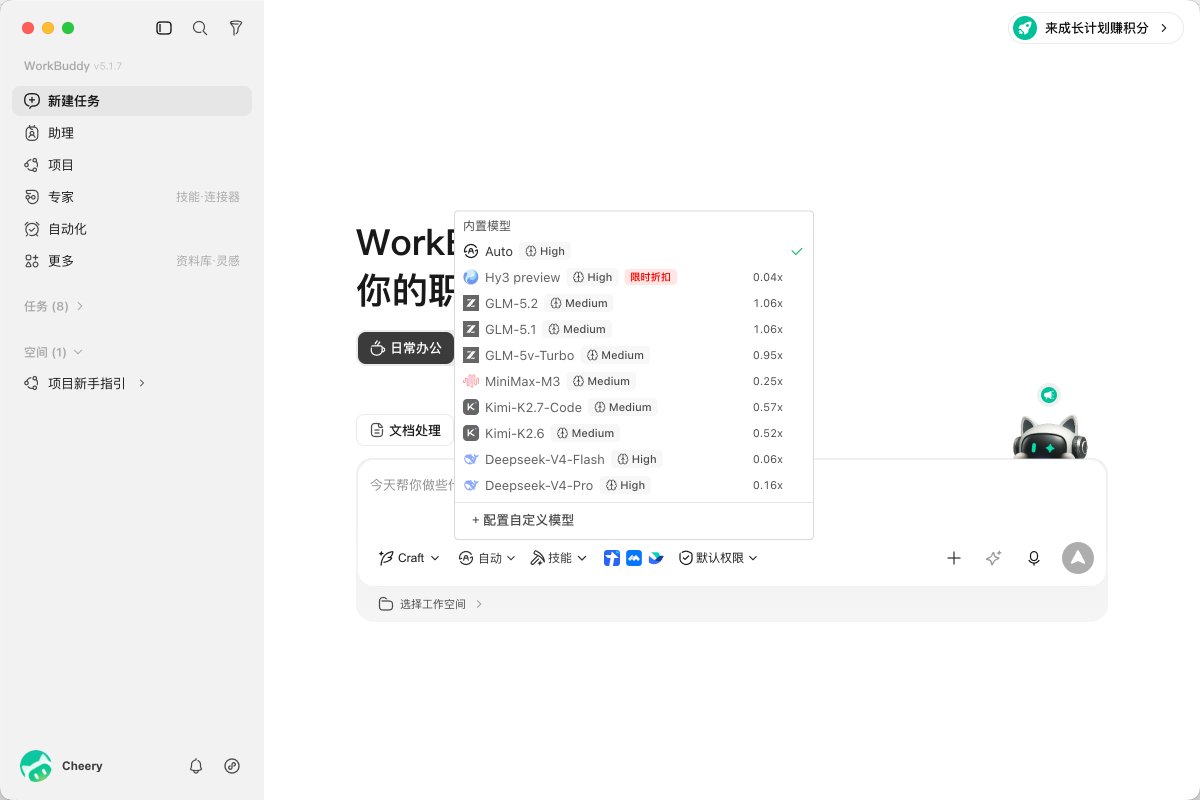 来成长计划赚积分
WorkBuddy v5.1.7
新建任务
助理
项目
专家 技能·连接器
自动化
更多 资料库·灵感
任务 (8)
空间 (1)
项目新手指引
Cheery
WorkB
你的职
日常办公
文档处理
今天帮你做些什
内置模型
Auto High
Hy3 preview High 限时折扣 0.04x
GLM-5.2 Medium 1.06x
GLM-5.1 Medium 1.06x
GLM-5v-Turbo Medium 0.95x
MiniMax-M3 Medium 0.25x
Kimi-K2.7-Code Medium 0.57x
Kimi-K2.6 Medium 0.52x
Deepseek-V4-Flash High 0.06x
Deepseek-V4-Pro High 0.16x
+ 配置自定义模型
Craft 自动 技能 默认权限
选择工作空间